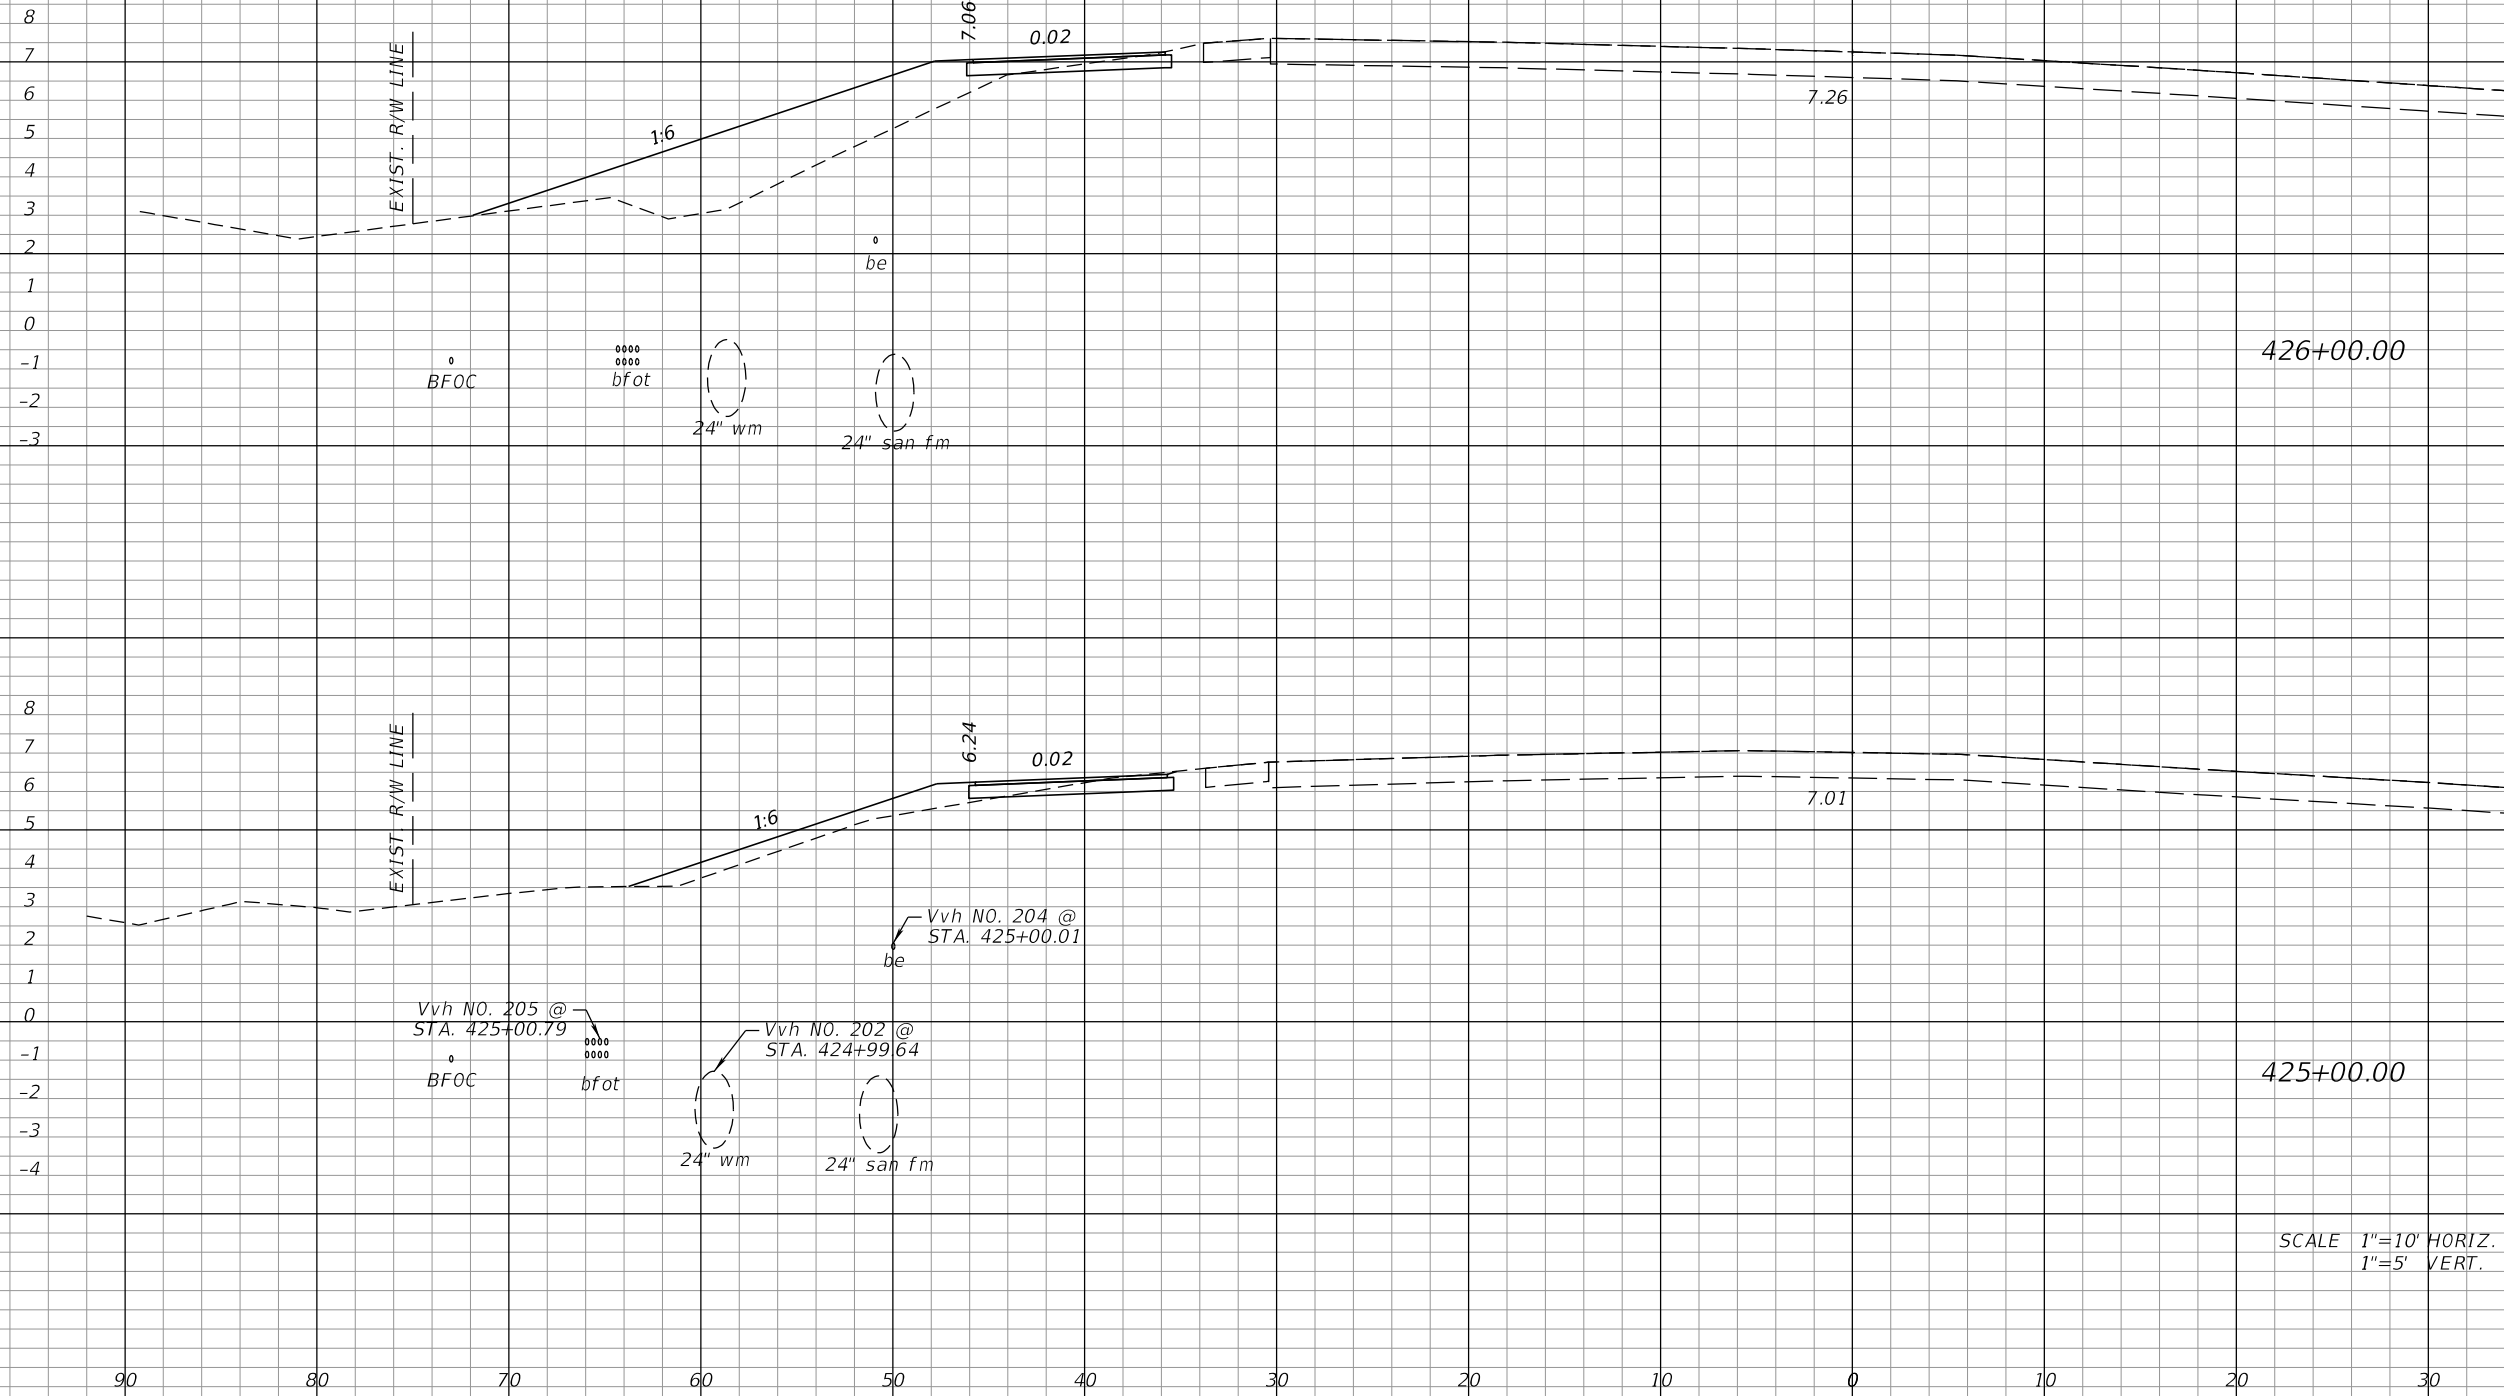 8
7
6
5
4
3
2
1
0
-1
-2
-3
EXIST. R/W LINE
1:6
7.06
0.02
7.26
be
BFOC
bfot
24" wm
24" san fm
426+00.00
8
7
6
5
4
3
2
1
0
-1
-2
-3
-4
EXIST. R/W LINE
1:6
6.24
0.02
7.01
Vvh NO. 204 @
STA. 425+00.01
be
Vvh NO. 205 @
STA. 425+00.79
Vvh NO. 202 @
STA. 424+99.64
BFOC
bfot
24" wm
24" san fm
425+00.00
SCALE 1"=10' HORIZ.
1"=5' VERT.
90 80 70 60 50 40 30 20 10 0 10 20 30